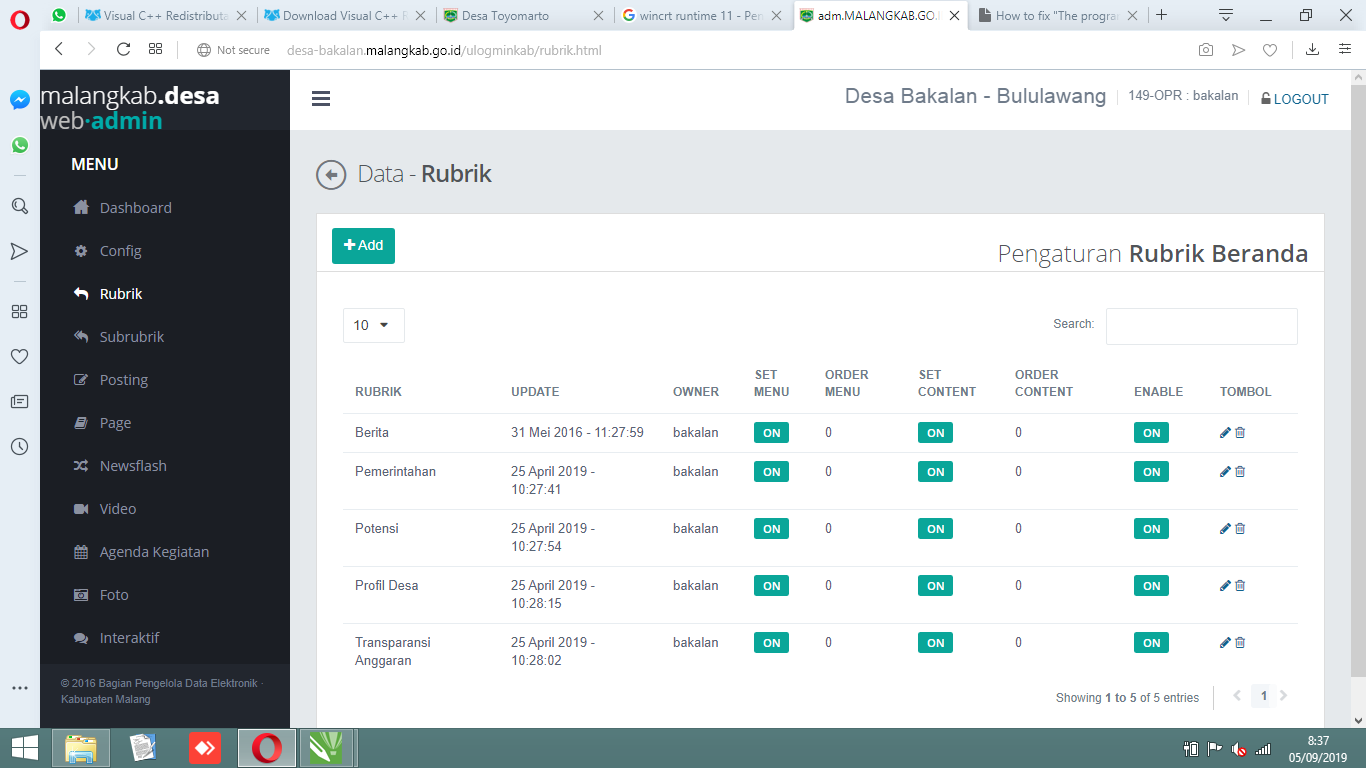 Visual C++ Redistributa
Download Visual C++ R
Desa Toyomarto
wincrt runtime 11 - Pen
adm.MALANGKAB.GO.I
How to fix "The progra
Not secure
desa-bakalan.malangkab.go.id/ulogminkab/rubrik.html
malangkab.desa
web·admin
Desa Bakalan - Bululawang
149-OPR : bakalan
LOGOUT
MENU
Dashboard
Config
Rubrik
Subrubrik
Posting
Page
Newsflash
Video
Agenda Kegiatan
Foto
Interaktif
© 2016 Bagian Pengelola Data Elektronik ·
Kabupaten Malang
Data - Rubrik
Add
Pengaturan Rubrik Beranda
10
Search:
RUBRIK UPDATE OWNER SET MENU ORDER MENU SET CONTENT ORDER CONTENT ENABLE TOMBOL
Berita 31 Mei 2016 - 11:27:59 bakalan ON 0 ON 0 ON
Pemerintahan 25 April 2019 - bakalan ON 0 ON 0 ON
10:27:41
Potensi 25 April 2019 - bakalan ON 0 ON 0 ON
10:27:54
Profil Desa 25 April 2019 - bakalan ON 0 ON 0 ON
10:28:15
Transparansi 25 April 2019 - bakalan ON 0 ON 0 ON
Anggaran 10:28:02
Showing 1 to 5 of 5 entries
1
8:37
05/09/2019